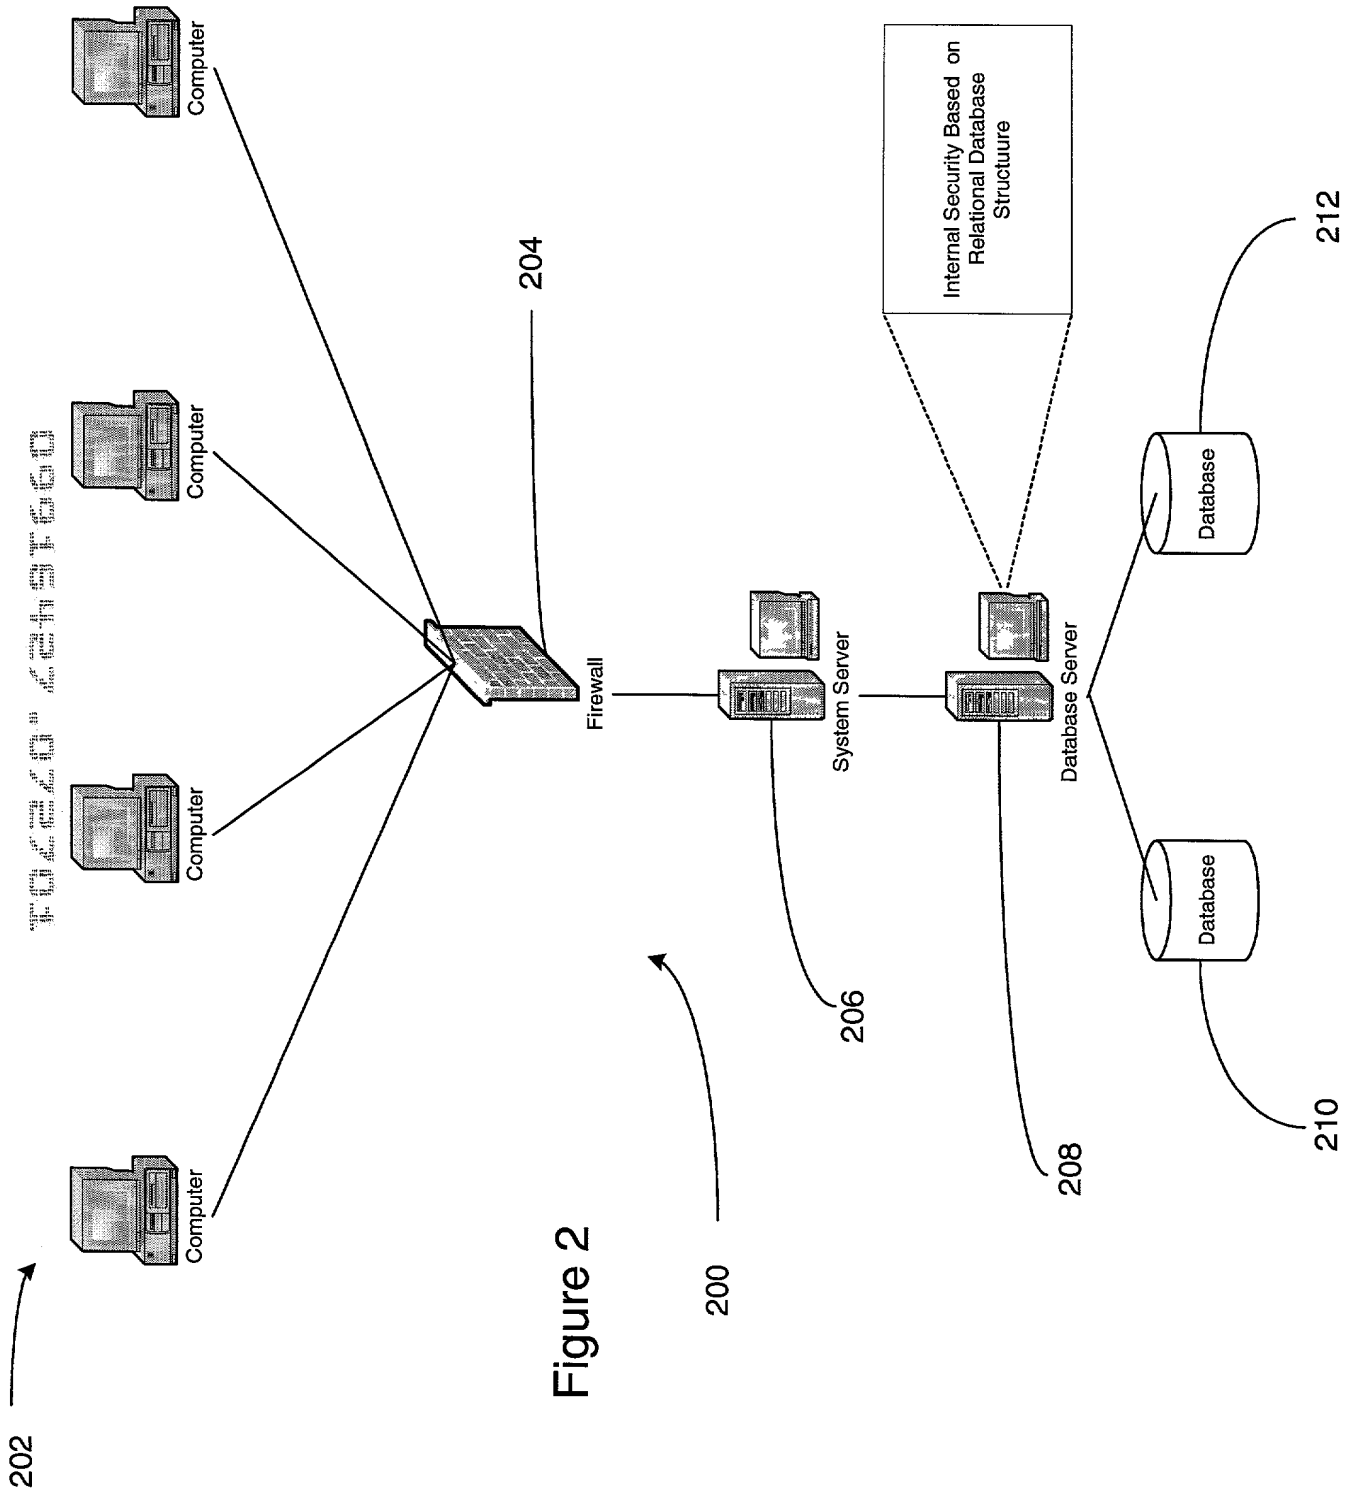 202
Computer
Computer
Computer
Computer
204
Firewall
200
206
System Server
208
Database Server
Internal Security Based on
Relational Database
Structuure
210
Database
Database
212
Figure 2